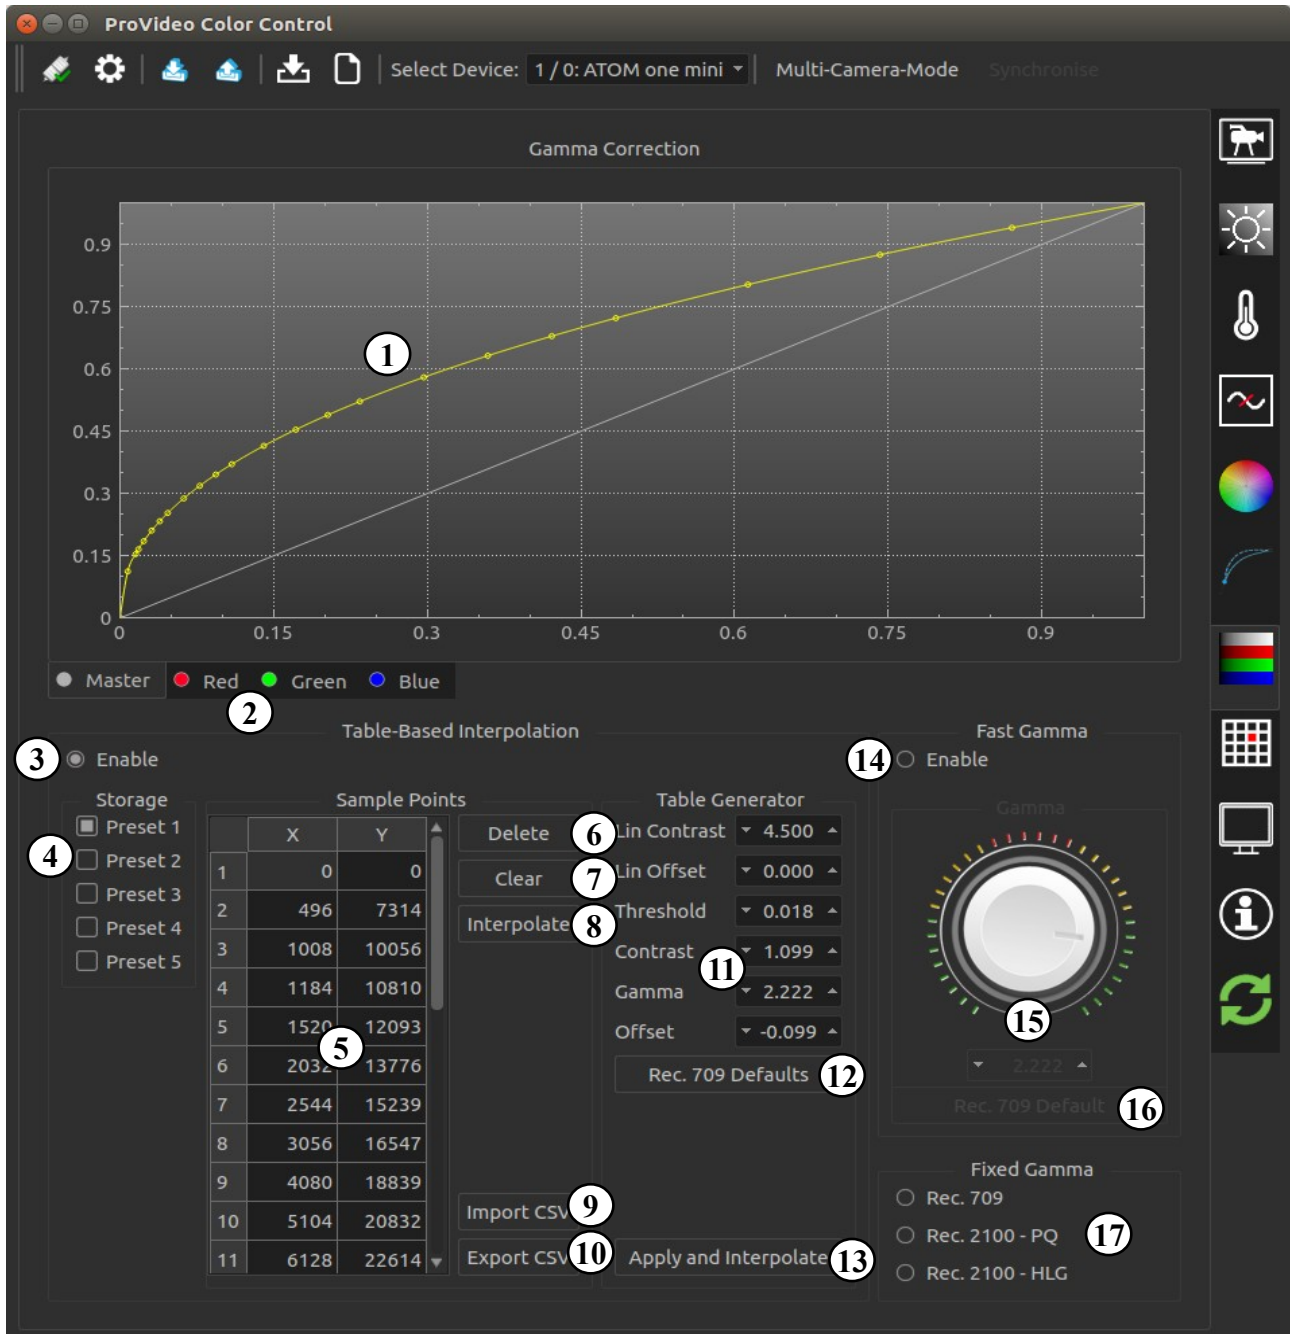 ProVideo Color Control
Select Device: 1 / 0: ATOM one mini Multi-Camera-Mode Synchronise
Gamma Correction
0.9
0.75
0.6
0.45
0.3
0.15
0
0 0.15 0.3 0.45 0.6 0.75 0.9
1
Master Red Green Blue
2
Table-Based Interpolation
3 Enable
Storage
Preset 1
4 Preset 2
Preset 3
Preset 4
Preset 5
Sample Points
X Y
1 0 0
2 496 7314
3 1008 10056
4 1184 10810
5 1520 12093
6 2032 13776
7 2544 15239
8 3056 16547
9 4080 18839
10 5104 20832
11 6128 22614
5
Delete 6
Clear 7
Interpolate 8
Import CSV 9
Export CSV 10
Table Generator
Lin Contrast 4.500
Lin Offset 0.000
Threshold 0.018
Contrast 1.099
11
Gamma 2.222
Offset -0.099
Rec. 709 Defaults 12
Apply and Interpolate 13
Fast Gamma
14 Enable
Gamma
15
2.222
Rec. 709 Default 16
Fixed Gamma
Rec. 709
Rec. 2100 - PQ 17
Rec. 2100 - HLG